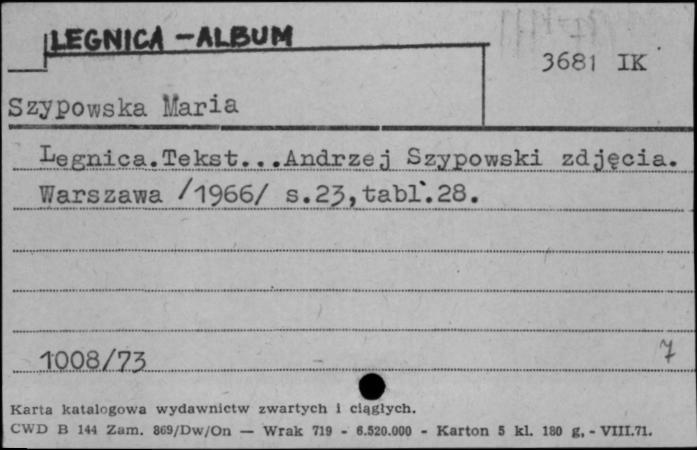 LEGNICA - ALBUM
3681 IK
Szypowska Maria
Legnica.Tekst...Andrzej Szypowski zdjęcia.
Warszawa /1966/ s.23,tabl.28.
1008/73
7
Karta katalogowa wydawnictw zwartych i ciągłych.
CWD B 144 Zam. 869/Dw/On — Wrak 719 - 6.520.000 - Karton 5 kl. 180 g, - VIII.71.